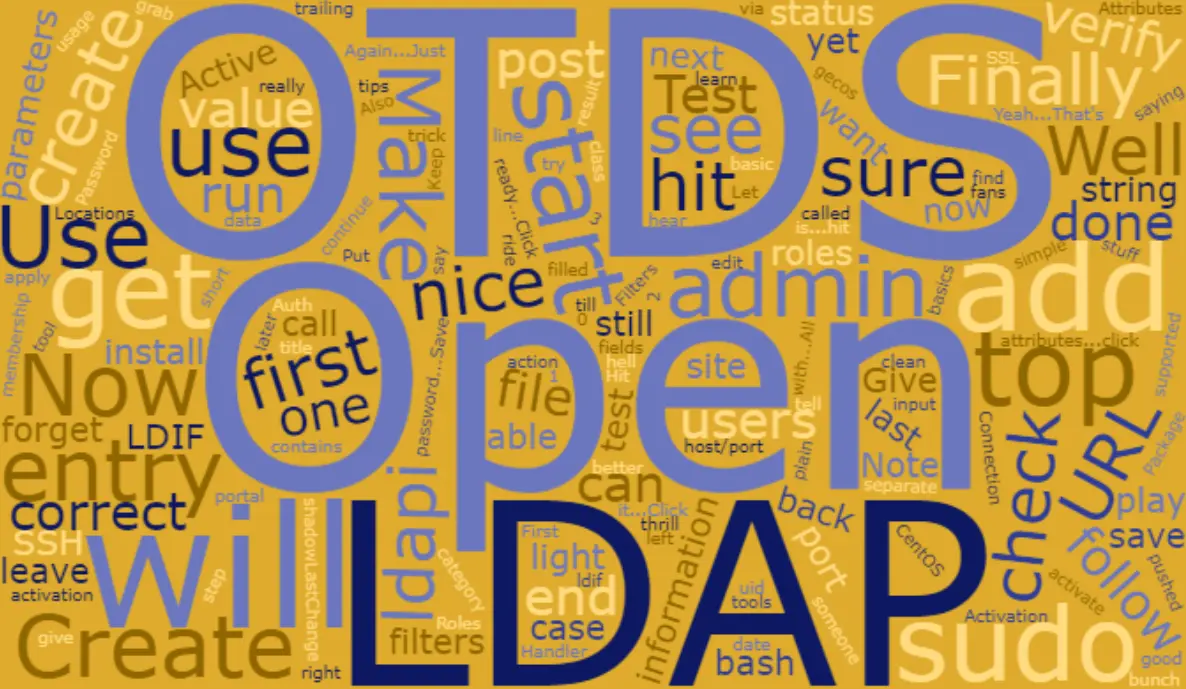 OTDS
Open
LDAP
trailing
via
status
Attributes
grab
usage
parameters
create
Password
Active
really
value
use
run
data
Again...Just
tips
Also
Make
trick
Keep
post
result
start
line
try
class
ready...Click
ride
3
next
learn
Test
see
basic
hit
Let
hear
yet
gecos
want
verify
SSL
Finally
Yeah...That's
saying
Well
sure
find
fans
now
string
done
called
is...hit
roles
simple
stuff
Use
Locations
apply
get
short
continue
Put
say
nice
filled
till
0
Filters
2
edit
admin
basics
add
membership
tool
install
Auth
later
call
title
first
one
contains
password...Save
still
fields
action
1
hell
Hit
file
able
test
site
users
host/port
with...All
tell
clean
Give
input
last
attributes...click
top
supported
Now
forget
LDIF
entry
correct
portal
ldap
better
can
plain
Note
separate
Connection
check
URL
Package
play
save
back
SSH
will
leave
activation
step
shadowLastChange
Create
give
right
category
Roles
filters
First
light
ldif
end
case
Handler
it...Click
thrill
left
information
uid
tools
date
bash
port
someone
CentOS
Activation
activate
follow
pushed
sudo
good
bunch